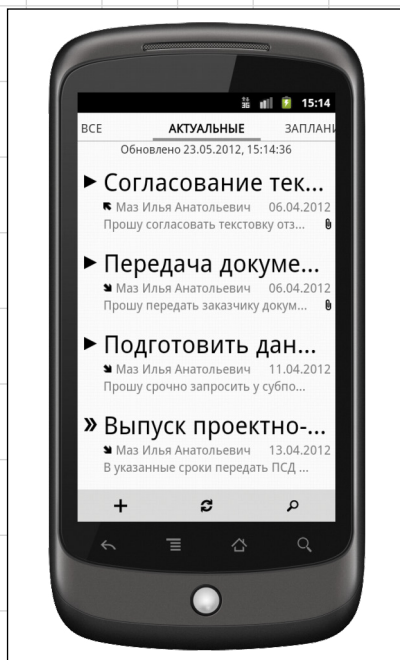 3G 15:14
ВСЕ АКТУАЛЬНЫЕ ЗАПЛАНИ
Обновлено 23.05.2012, 15:14:36
Согласование тек...
Маз Илья Анатольевич 06.04.2012
Прошу согласовать текстовку отз...
Передача докуме...
Маз Илья Анатольевич 06.04.2012
Прошу передать заказчику докум...
Подготовить дан...
Маз Илья Анатольевич 11.04.2012
Прошу срочно запросить у субпо...
Выпуск проектно-...
Маз Илья Анатольевич 13.04.2012
В указанные сроки передать ПСД ...